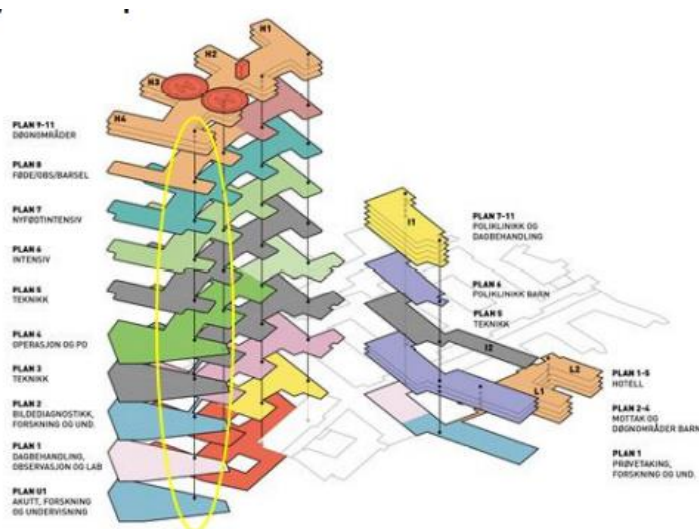 H1
H2
H3
H4
PLAN 9-11
DØGNOMRÅDER
PLAN 8
FØDE/OBS/BARSEL
PLAN 7
NYFØDTINTENSIV
PLAN 6
INTENSIV
PLAN 5
TEKNIKK
PLAN 4
OPERASJON OG PO
PLAN 3
TEKNIKK
PLAN 2
BILDEDIAGNOSTIKK,
FORSKNING OG UND.
PLAN 1
DAGBEHANDLING,
OBSERVASJON OG LAB
PLAN U1
AKUTT, FORSKNING
OG UNDERVISNING
I1
PLAN 7-11
POLIKLINIKK OG
DAGBEHANDLING
PLAN 6
POLIKLINIKK BARN
PLAN 5
TEKNIKK
I2
L2
L1
PLAN 1-5
HOTELL
PLAN 2-4
MOTTAK OG
DØGNOMRÅDER BARN
PLAN 1
PRØVETAKING,
FORSKNING OG UND.